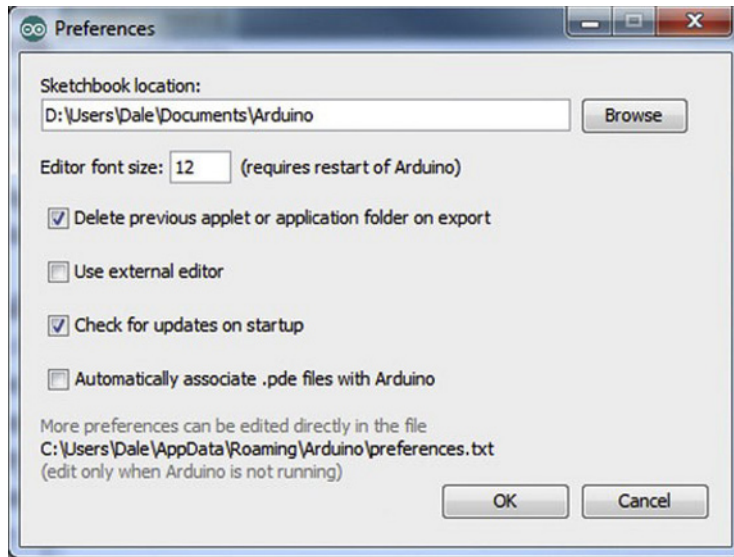 Preferences
Sketchbook location:
D:\Users\Dale\Documents\Arduino
Browse
Editor font size: 12 (requires restart of Arduino)
Delete previous applet or application folder on export
Use external editor
Check for updates on startup
Automatically associate .pde files with Arduino
More preferences can be edited directly in the file
C:\Users\Dale\AppData\Roaming\Arduino\preferences.txt
(edit only when Arduino is not running)
OK
Cancel